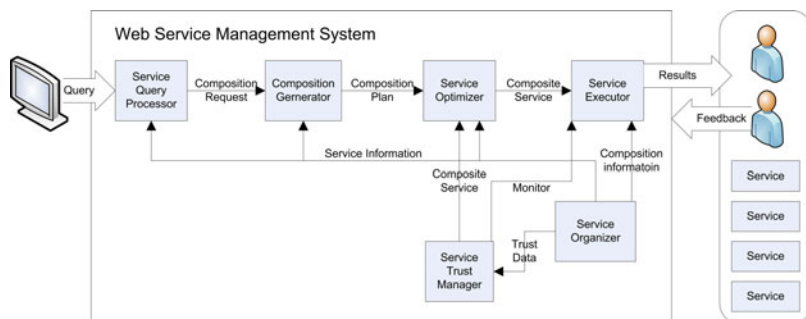 Web Service Management System
Query
Service
Query
Processor
Composition
Request
Composition
Gernerator
Composition
Plan
Service
Optimizer
Composite
Service
Service
Executor
Results
Feedback
Service Information
Composite
Service
Monitor
Composition
informatoin
Service
Trust
Manager
Trust
Data
Service
Organizer
Service
Service
Service
Service